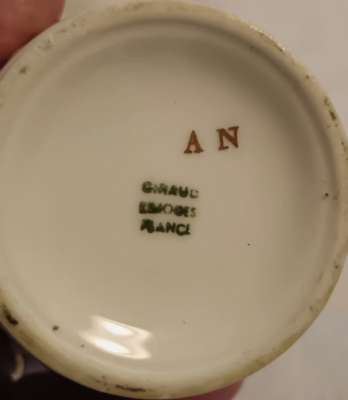 A N
GIRAUD
LIMOGES
FRANCE